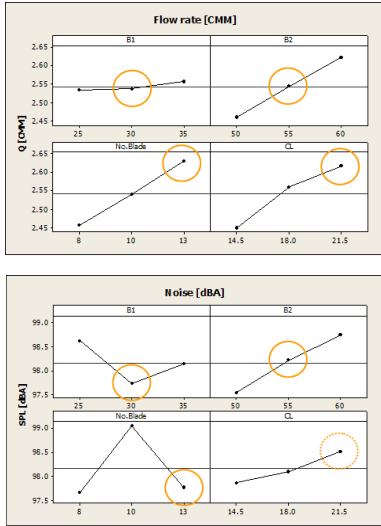 Flow rate [CMM]
B1 B2
2.65
2.60
2.55
2.50
2.45
25 30 35 50 55 60
Q [CMM]
No.Blade CL
2.65
2.60
2.55
2.50
2.45
8 10 13 14.5 18.0 21.5
Noise [dBA]
B1 B2
99.0
98.5
98.0
97.5
25 30 35 50 55 60
SPL [dBA]
No.Blade CL
99.0
98.5
98.0
97.5
8 10 13 14.5 18.0 21.5